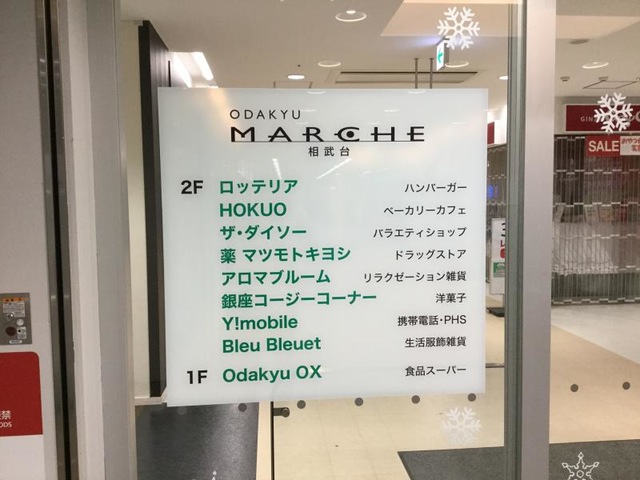 ODAKYU
MARCHE
相武台
2F ロッテリア ハンバーガー
HOKUO ベーカリーカフェ
ザ・ダイソー バラエティショップ
薬 マツモトキヨシ ドラッグストア
アロマブルーム リラクゼーション雑貨
銀座コージーコーナー 洋菓子
Y!mobile 携帯電話・PHS
Bleu Bleuet 生活服飾雑貨
1F Odakyu OX 食品スーパー
SALE